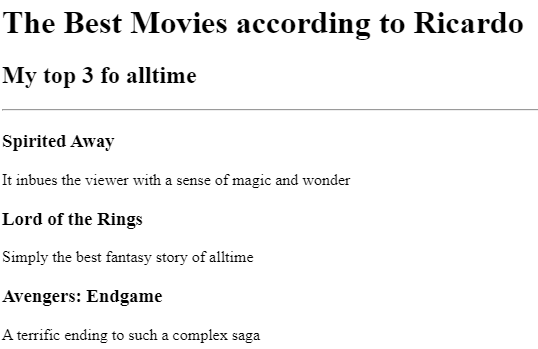 The Best Movies according to Ricardo
My top 3 fo alltime
Spirited Away
It inbues the viewer with a sense of magic and wonder
Lord of the Rings
Simply the best fantasy story of alltime
Avengers: Endgame
A terrific ending to such a complex saga